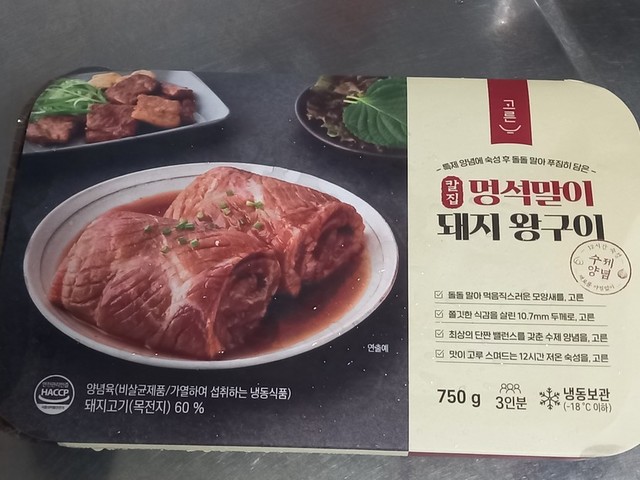 고른
특제 양념에 숙성 후 돌돌 말아 푸짐히 담은
칼집
멍석말이
돼지 왕구이
12시간 숙성
수제
양념
돌돌 말아 먹음직스러운 모양새를, 고른
쫄깃한 식감을 살린 10.7mm 두께로, 고른
최상의 단짠 밸런스를 갖춘 수제 양념을, 고른
맛이 고루 스며드는 12시간 저온 숙성을, 고른
750 g
3인분
냉동보관
(-18℃ 이하)
연출예
HACCP
양념육(비살균제품/가열하여 섭취하는 냉동식품)
돼지고기(목전지) 60 %